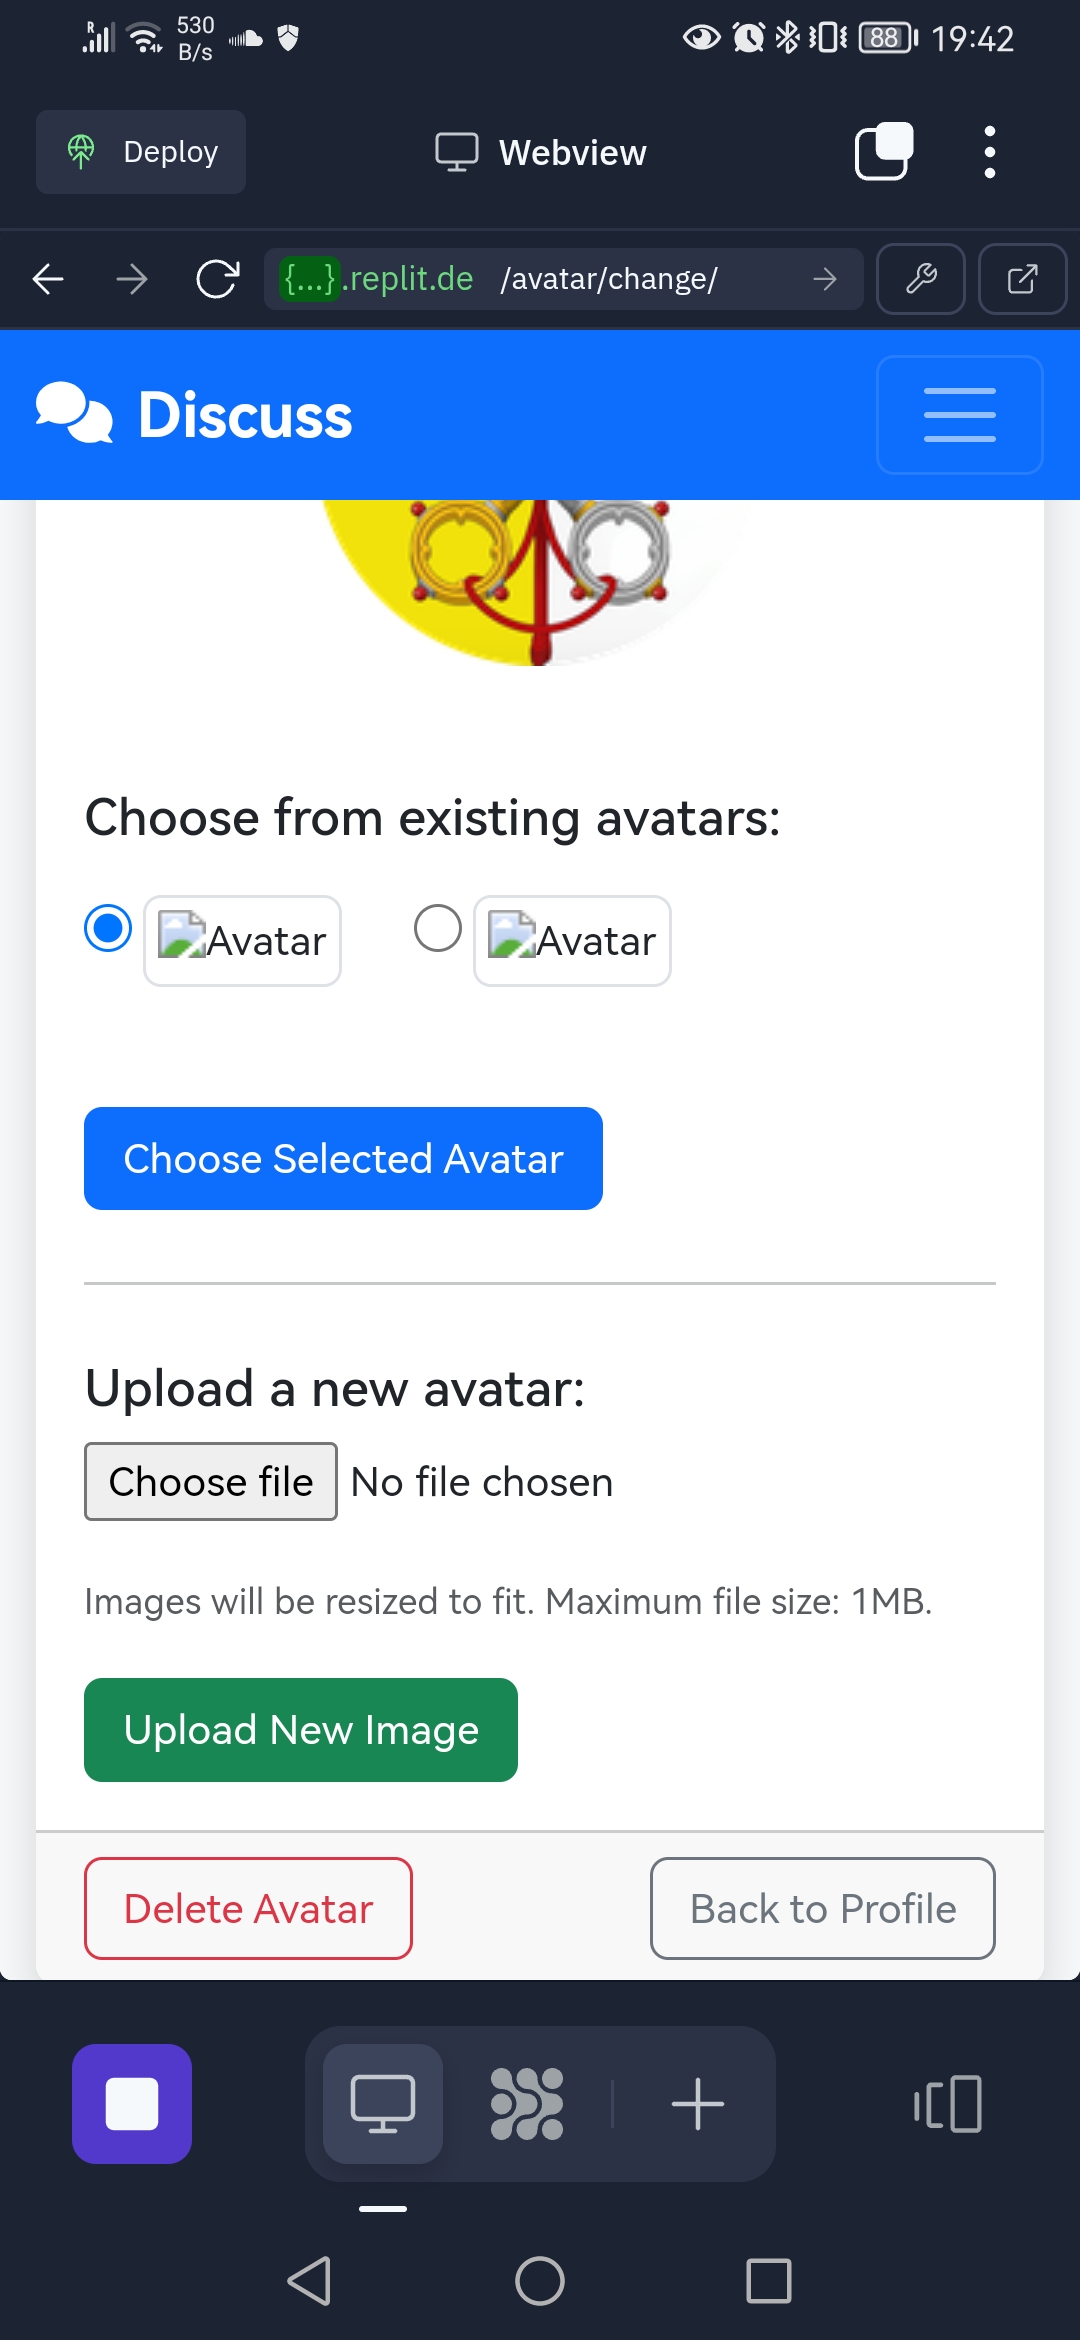 R
530
B/s
88
19:42
Deploy
Webview
{...}.replit.de /avatar/change/
Discuss
Choose from existing avatars:
Avatar
Avatar
Choose Selected Avatar
Upload a new avatar:
Choose file No file chosen
Images will be resized to fit. Maximum file size: 1MB.
Upload New Image
Delete Avatar
Back to Profile